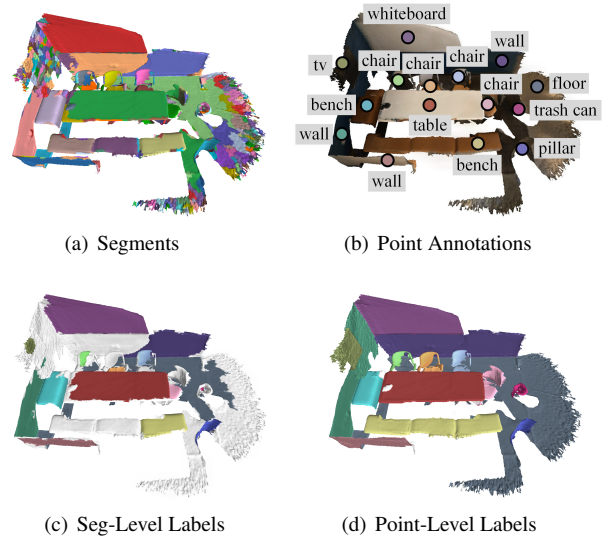 whiteboard
chair
chair
chair
wall
tv
chair
floor
bench
trash can
table
wall
pillar
bench
wall
(a) Segments
(b) Point Annotations
(c) Seg-Level Labels
(d) Point-Level Labels